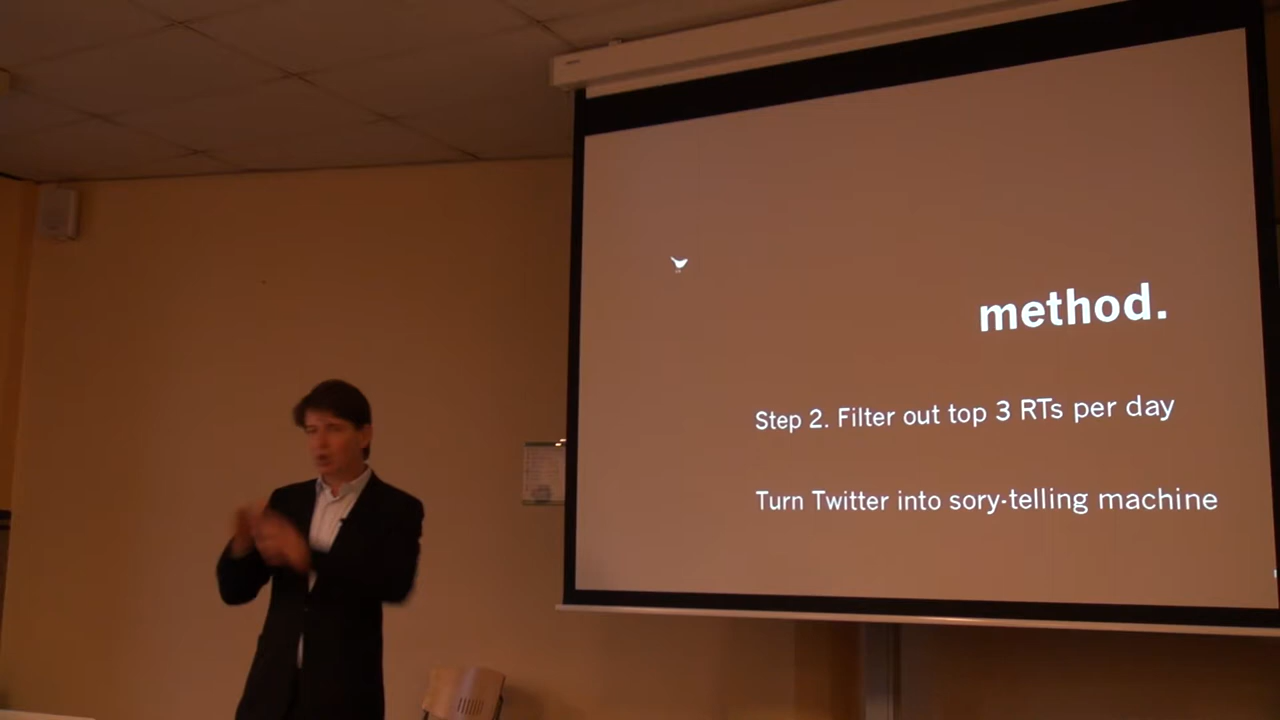 method.
Step 2. Filter out top 3 RTs per day
Turn Twitter into sory-telling machine